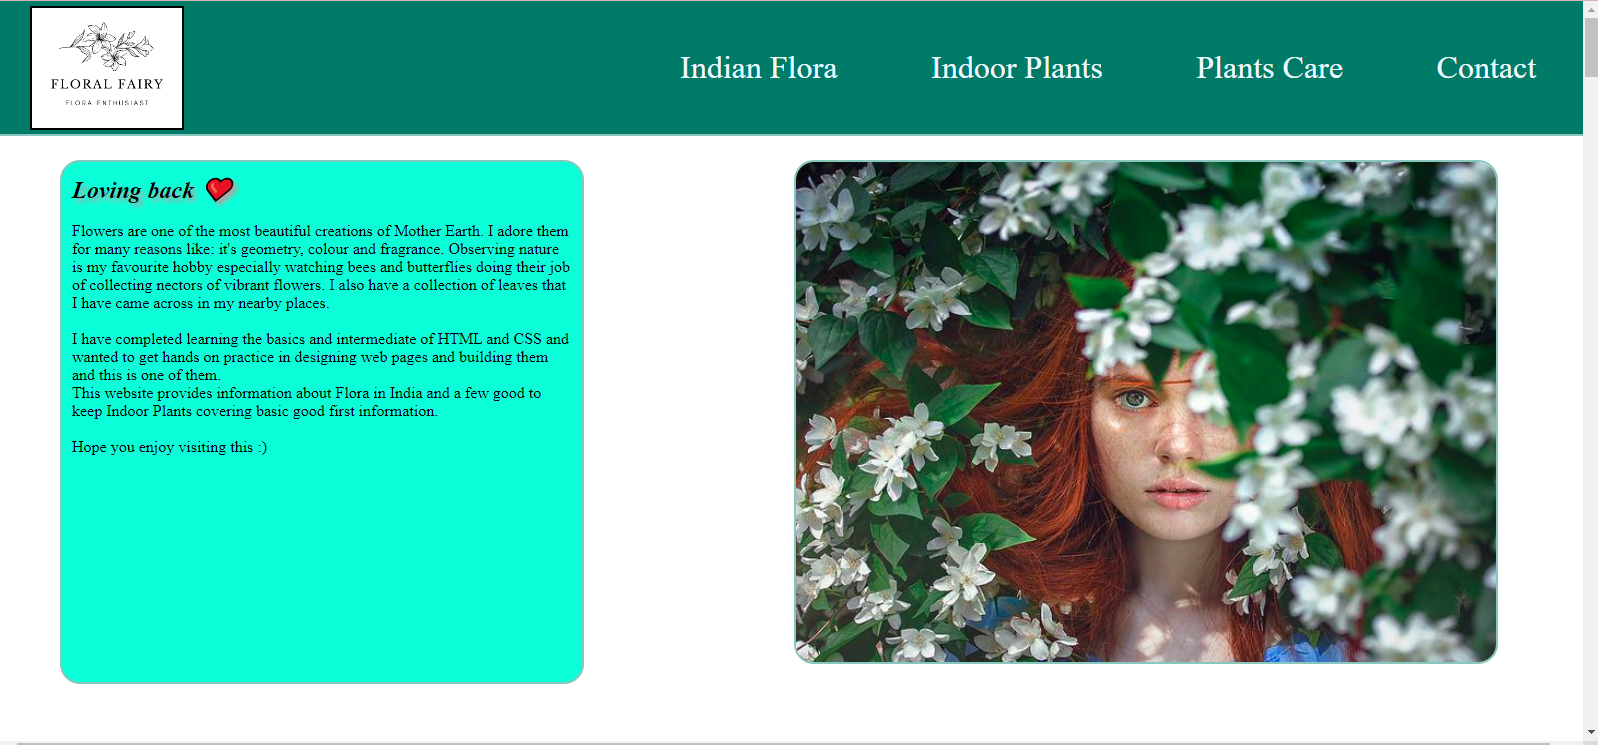 FLORAL FAIRY
FLORA ENTHUSIAST
Indian Flora
Indoor Plants
Plants Care
Contact
Loving back
Flowers are one of the most beautiful creations of Mother Earth. I adore them
for many reasons like: it's geometry, colour and fragrance. Observing nature
is my favourite hobby especially watching bees and butterflies doing their job
of collecting nectors of vibrant flowers. I also have a collection of leaves that
I have came across in my nearby places.
I have completed learning the basics and intermediate of HTML and CSS and
wanted to get hands on practice in designing web pages and building them
and this is one of them.
This website provides information about Flora in India and a few good to
keep Indoor Plants covering basic good first information.
Hope you enjoy visiting this :)